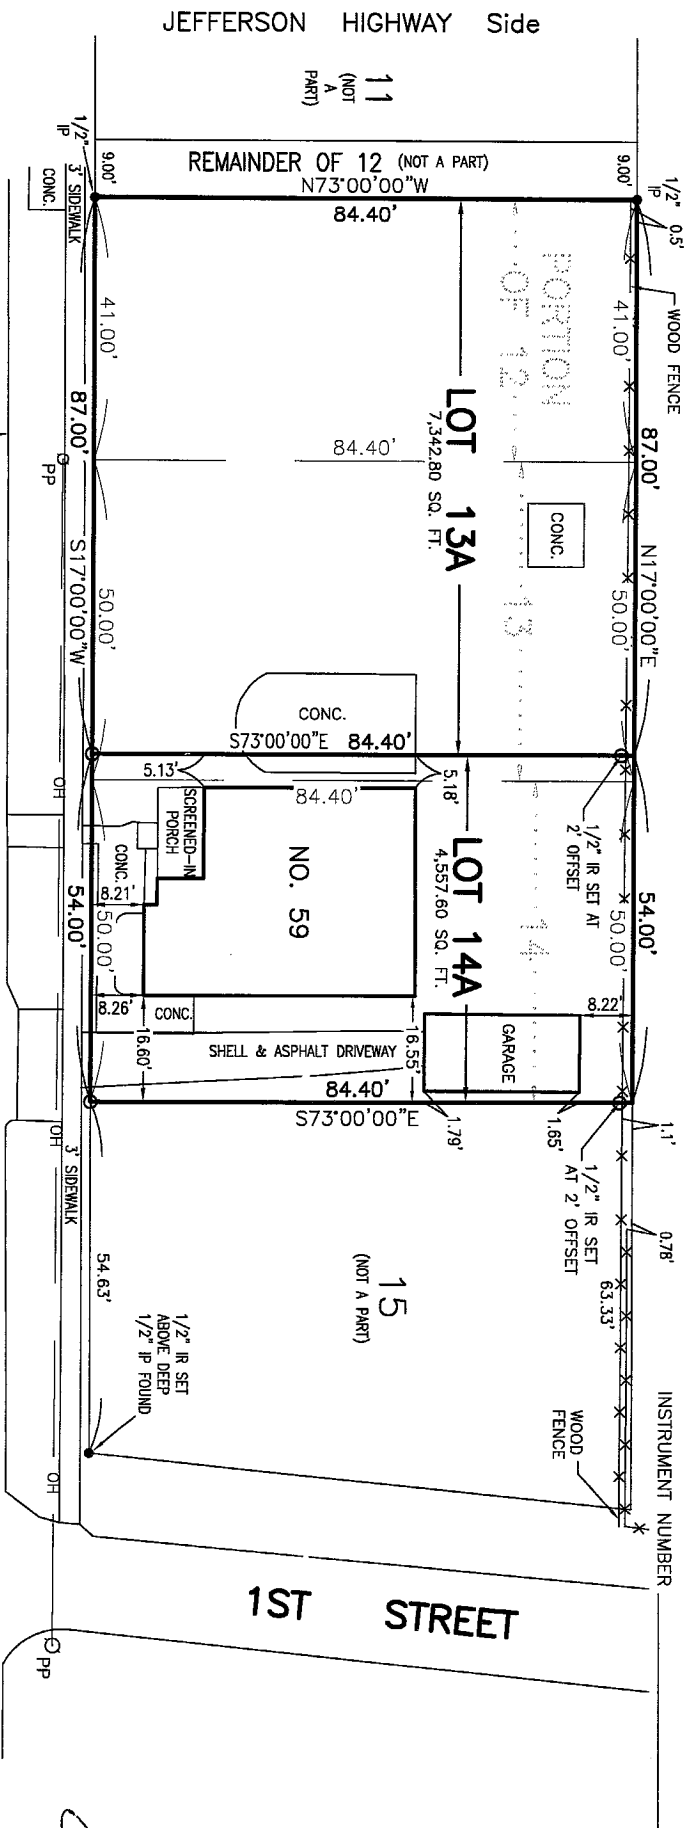 JEFFERSON HIGHWAY Side
11
(NOT
A
PART)
1/2"
IP
9.00'
REMAINDER OF 12 (NOT A PART)
9.00'
1/2"
IP
0.5'
N73°00'00"W
84.40'
CONC.
3' SIDEWALK
WOOD FENCE
PORTION
OF 12
41.00'
41.00'
87.00'
87.00'
LOT 13A
7,342.80 SQ. FT.
84.40'
PP
CONC.
13
S17°00'00"W
N17°00'00"E
50.00'
50.00'
CONC.
S73°00'00"E 84.40'
5.13'
5.18'
OH
84.40'
1/2" IR SET AT
2' OFFSET
SCREENED-IN
PORCH
CONC.
NO. 59
LOT 14A
4,557.60 SQ. FT.
14
8.21'
54.00'
54.00'
50.00'
50.00'
8.26'
CONC.
16.60'
16.55'
8.22'
GARAGE
SHELL & ASPHALT DRIVEWAY
84.40'
S73°00'00"E
1.79'
1.65'
1.1'
OH
3' SIDEWALK
1/2" IR SET
AT 2' OFFSET
0.78'
54.63'
63.33'
15
(NOT A PART)
1/2" IR SET
ABOVE DEEP
1/2" IP FOUND
WOOD
FENCE
INSTRUMENT NUMBER
OH
1ST STREET
PP